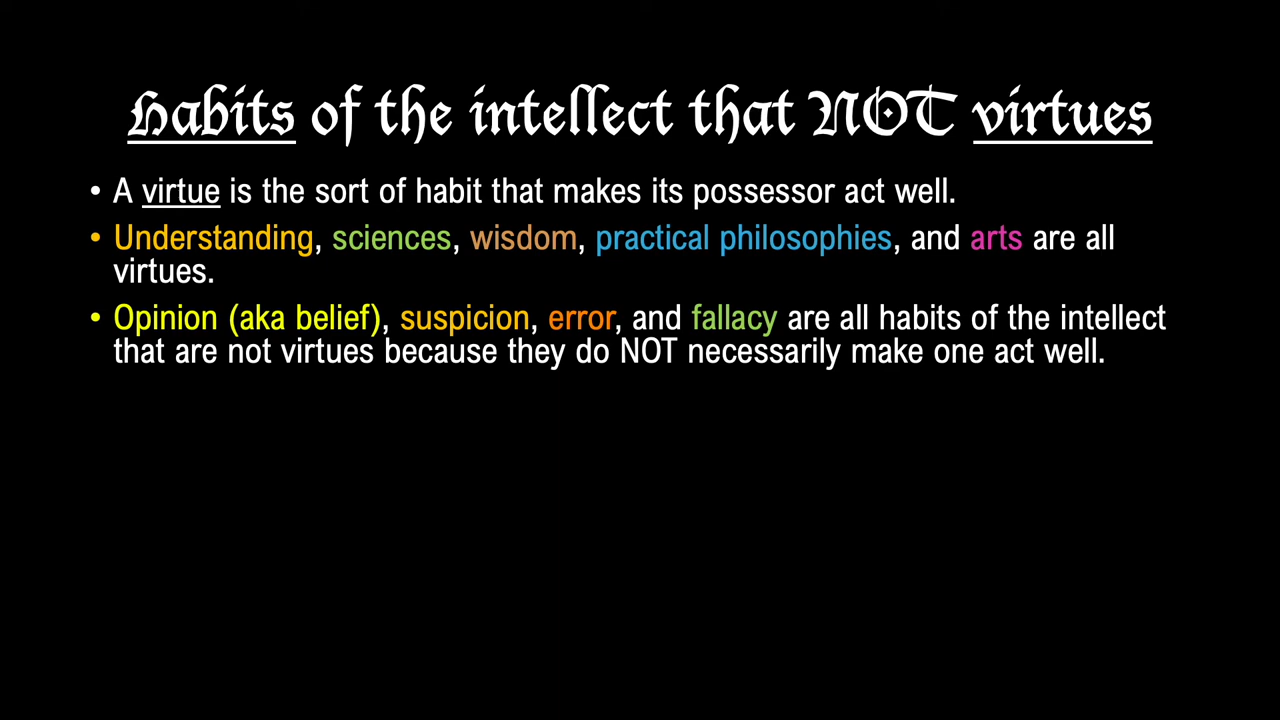 Habits of the intellect that NOT virtues
• A virtue is the sort of habit that makes its possessor act well.
• Understanding, sciences, wisdom, practical philosophies, and arts are all
virtues.
• Opinion (aka belief), suspicion, error, and fallacy are all habits of the intellect
that are not virtues because they do NOT necessarily make one act well.